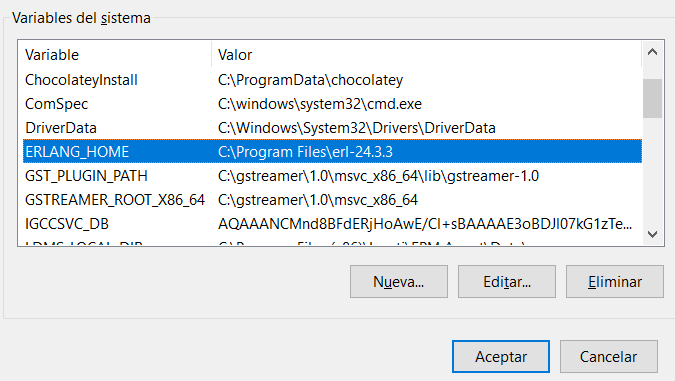 Variables del sistema
Variable Valor
ChocolateyInstall C:\ProgramData\chocolatey
ComSpec C:\windows\system32\cmd.exe
DriverData C:\Windows\System32\Drivers\DriverData
ERLANG_HOME C:\Program Files\erl-24.3.3
GST_PLUGIN_PATH C:\gstreamer\1.0\msvc_x86_64\lib\gstreamer-1.0
GSTREAMER_ROOT_X86_64 C:\gstreamer\1.0\msvc_x86_64
IGCCSVC_DB AQAAANCMnd8BFdERjHoAwE/Cl+sBAAAAE3oBDJI07kG1zTe...
Nueva... Editar... Eliminar
Aceptar Cancelar